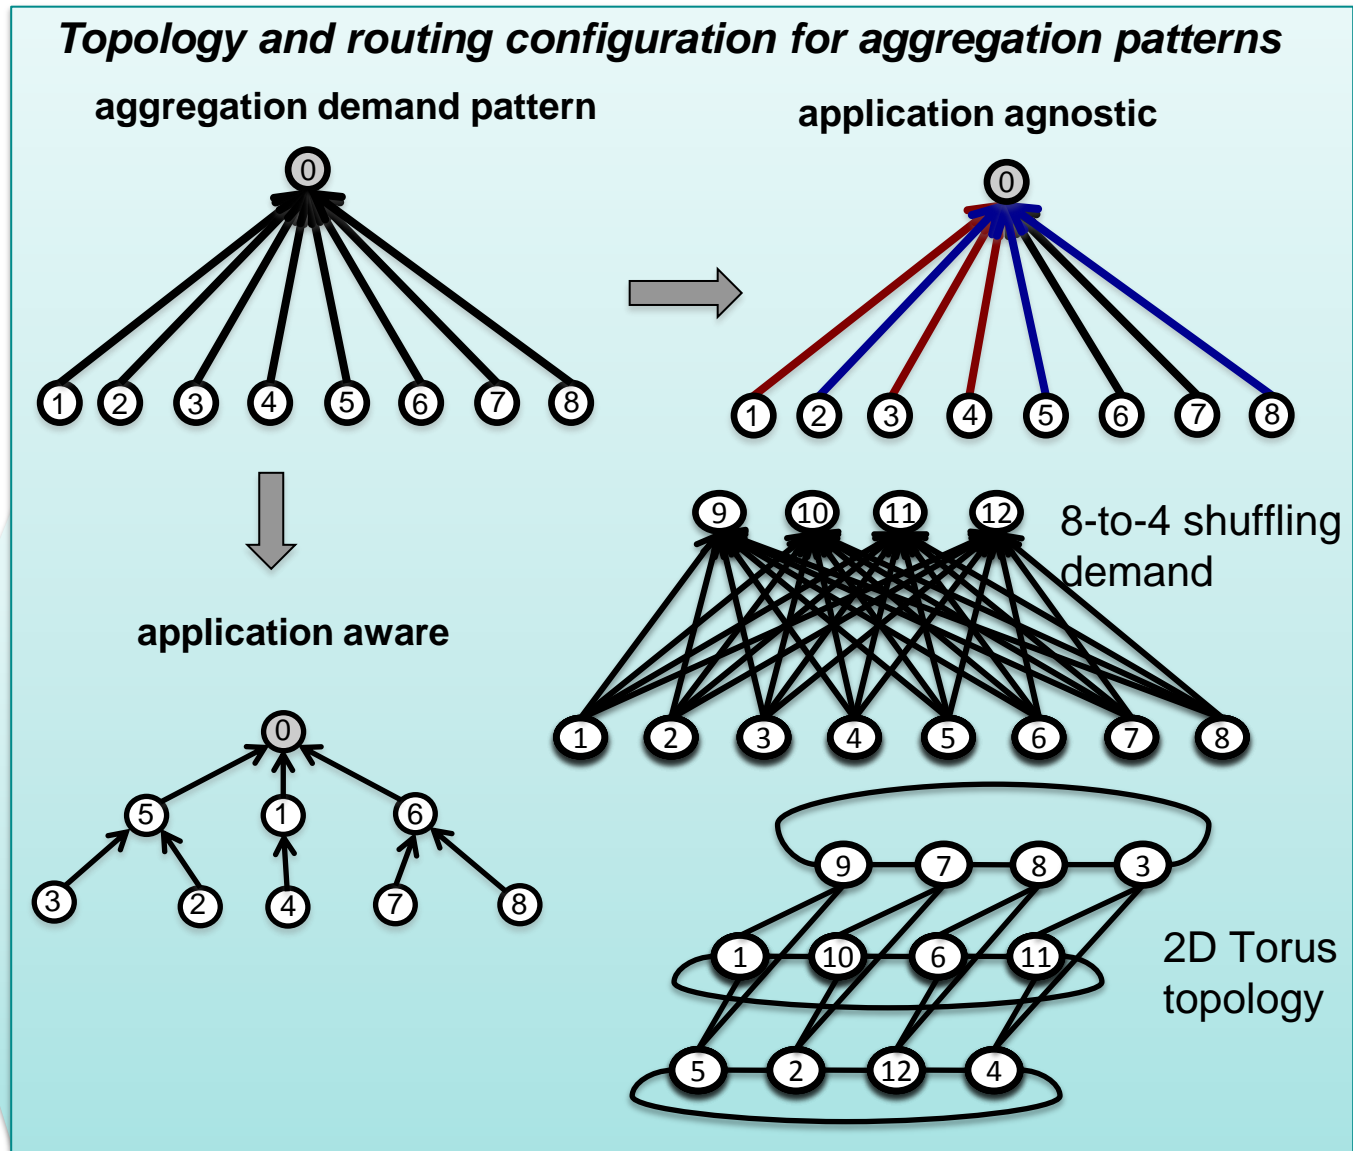 Topology and routing configuration for aggregation patterns
aggregation demand pattern
0
1 2 3 4 5 6 7 8
application agnostic
0
1 2 3 4 5 6 7 8
application aware
0
5 1 6
3 2 4 7 8
9 10 11 12
8-to-4 shuffling
demand
1 2 3 4 5 6 7 8
9 7 8 3
1 10 6 11
5 2 12 4
2D Torus
topology